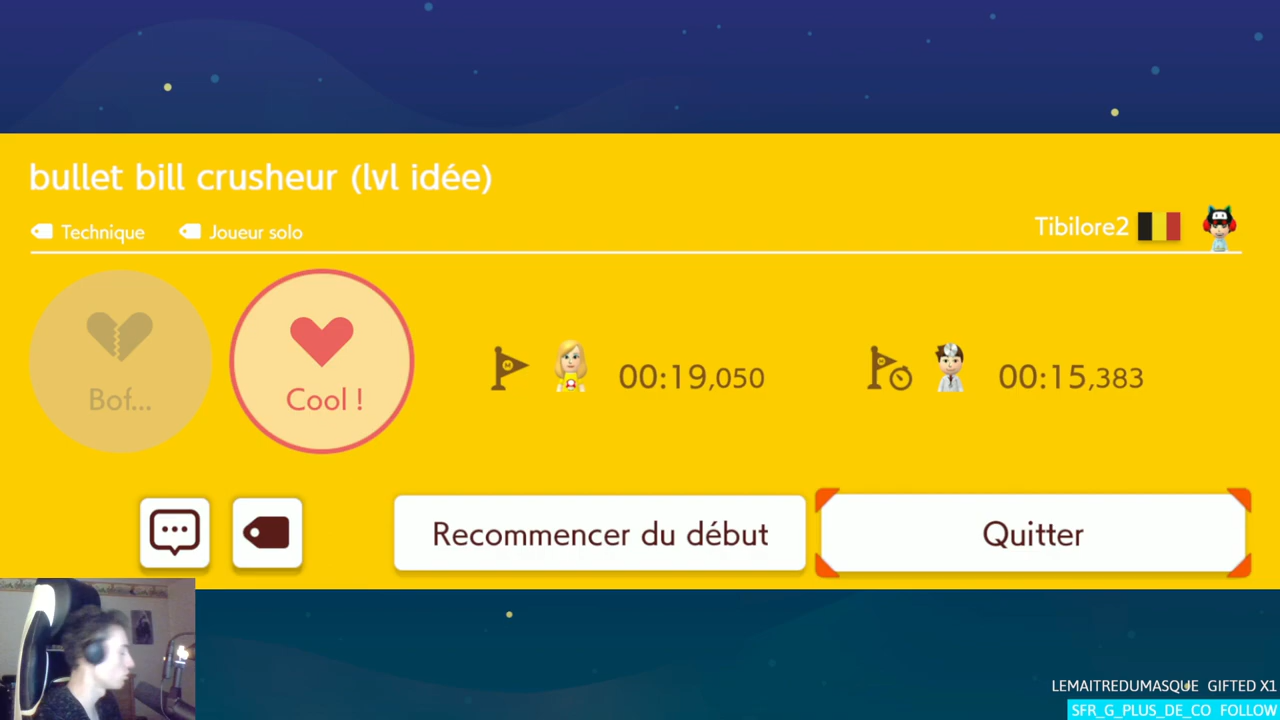 bullet bill crusheur (lvl idée)
Technique
Joueur solo
Tibilore2
Bof...
Cool !
M
00:19,050
M
00:15,383
Recommencer du début
Quitter
LEMAITREDUMASQUE GIFTED X1
SFR_G_PLUS_DE_CO FOLLOW